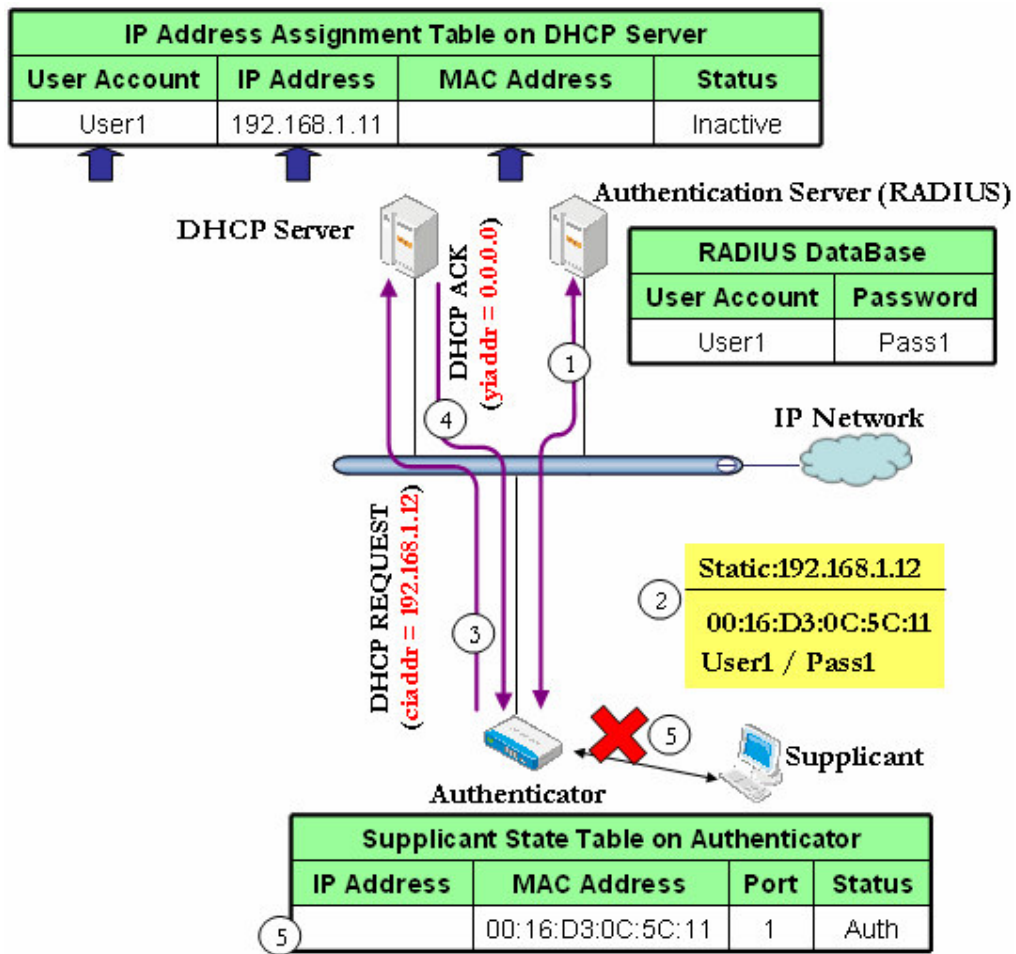 IP Address Assignment Table on DHCP Server
User Account IP Address MAC Address Status
User1 192.168.1.11 Inactive
DHCP Server
Authentication Server (RADIUS)
RADIUS DataBase
User Account Password
User1 Pass1
DHCP ACK
(yiaddr = 0.0.0.0)
1
4
IP Network
DHCP REQUEST
(ciaddr = 192.168.1.12)
3
2
Static:192.168.1.12
00:16:D3:0C:5C:11
User1 / Pass1
5
Supplicant
Authenticator
Supplicant State Table on Authenticator
IP Address MAC Address Port Status
00:16:D3:0C:5C:11 1 Auth
5